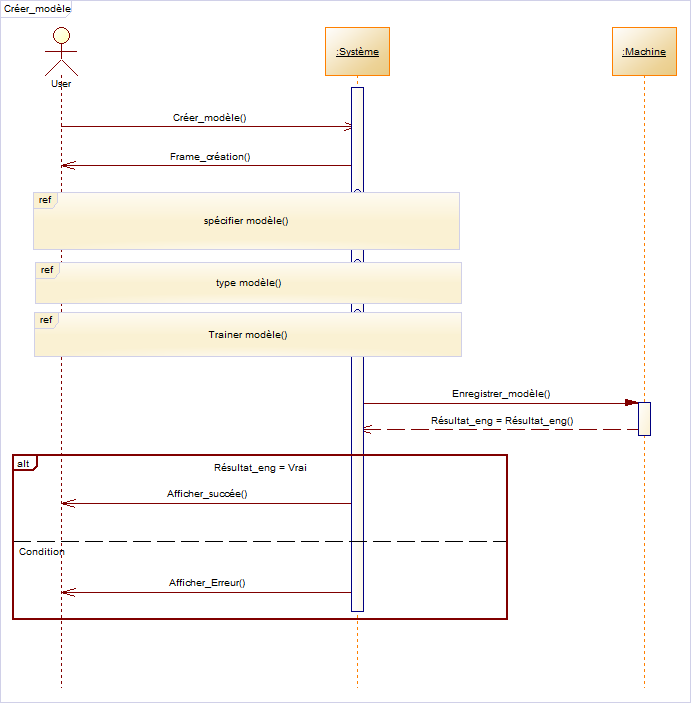 Créer_modèle
:Système
:Machine
User
Créer_modèle()
Frame_création()
ref
spécifier modèle()
ref
type modèle()
ref
Trainer modèle()
Enregistrer_modèle()
Résultat_eng = Résultat_eng()
alt
Résultat_eng = Vrai
Afficher_succée()
Condition
Afficher_Erreur()